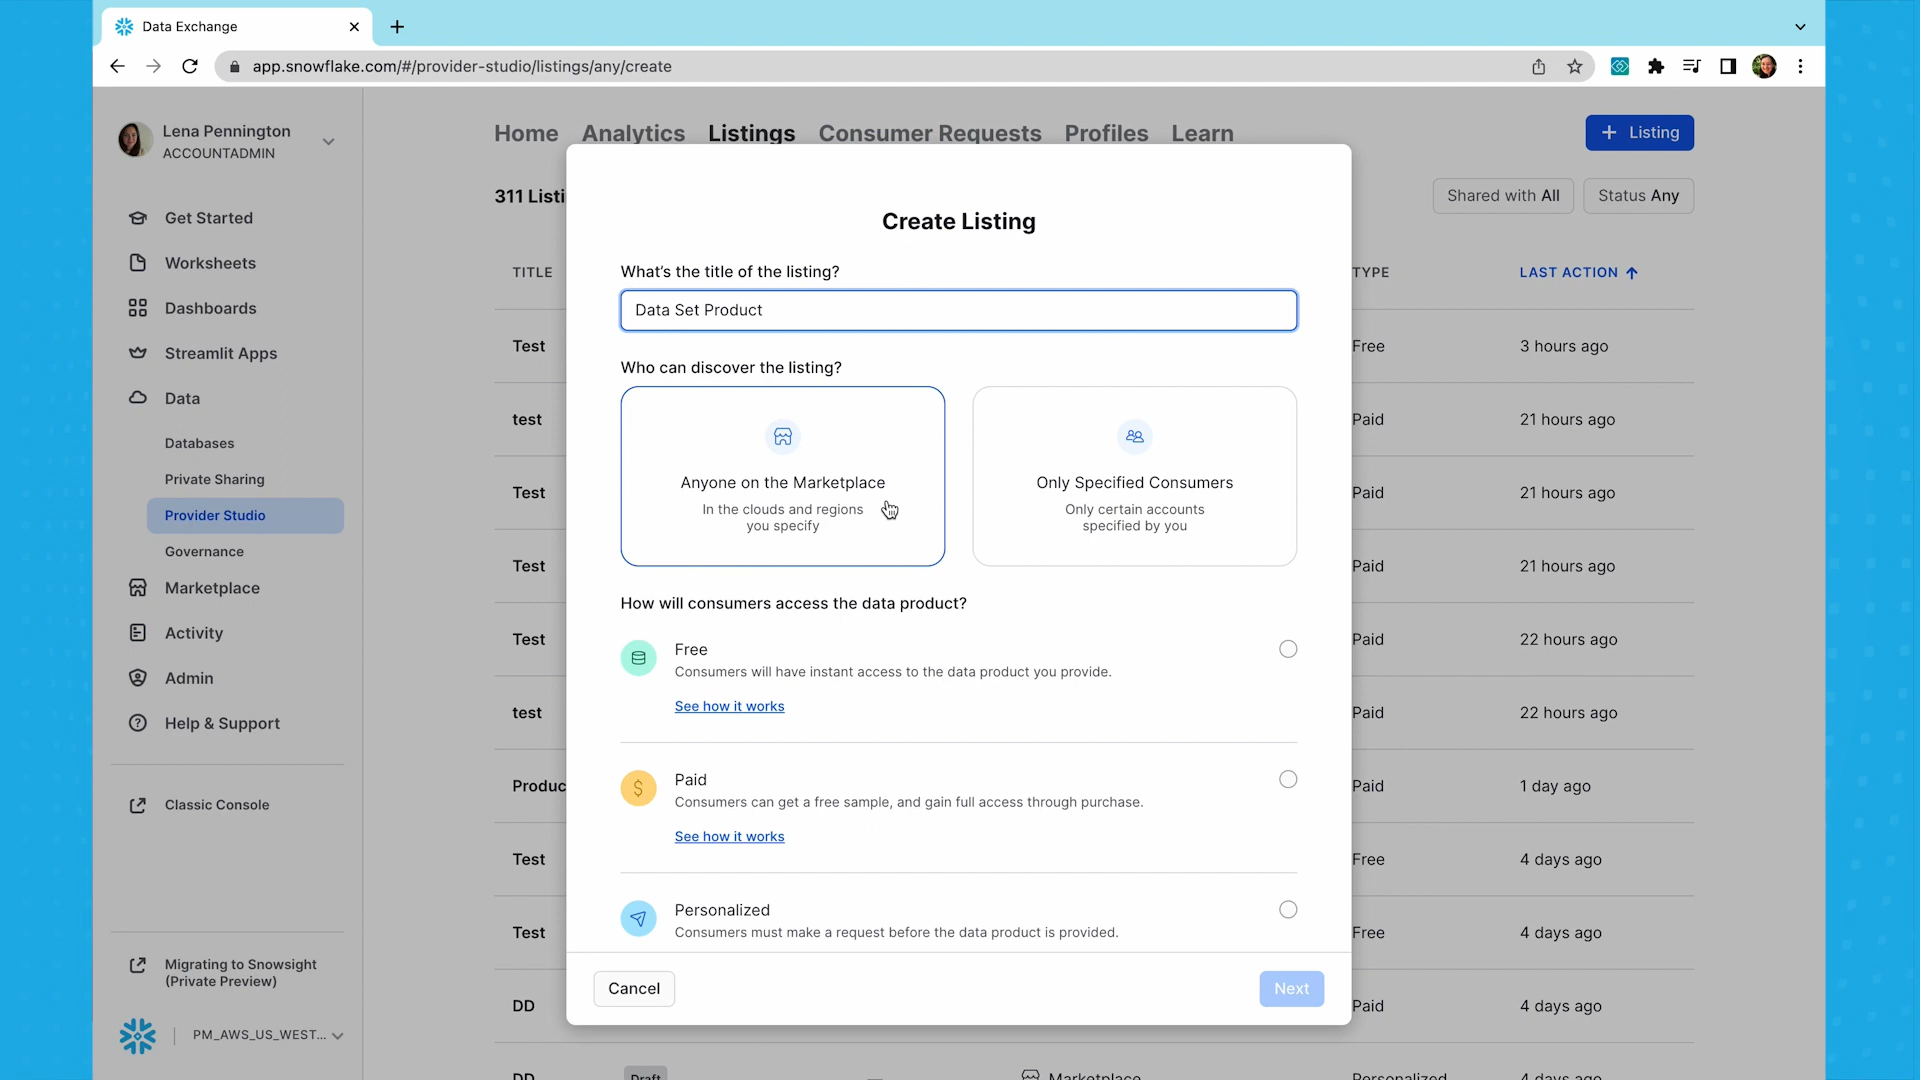 Data Exchange
app.snowflake.com/#/provider-studio/listings/any/create
Lena Pennington
ACCOUNTADMIN
Get Started
Worksheets
Dashboards
Streamlit Apps
Data
Databases
Private Sharing
Provider Studio
Governance
Marketplace
Activity
Admin
Help & Support
Classic Console
Migrating to Snowsight
(Private Preview)
PM_AWS_US_WEST...
Home Analytics Listings Consumer Requests Profiles Learn
+ Listing
311 Listi
Shared with All
Status Any
TITLE TYPE LAST ACTION
Test Free 3 hours ago
test Paid 21 hours ago
Test Paid 21 hours ago
Test Paid 21 hours ago
Test Paid 22 hours ago
test Paid 22 hours ago
Produc Paid 1 day ago
Test Free 4 days ago
Test Free 4 days ago
DD Paid 4 days ago
DD Draft — Marketplace Personalized 4 days ago
Create Listing
What's the title of the listing?
Data Set Product
Who can discover the listing?
Anyone on the Marketplace
In the clouds and regions
you specify
Only Specified Consumers
Only certain accounts
specified by you
How will consumers access the data product?
Free
Consumers will have instant access to the data product you provide.
See how it works
$
Paid
Consumers can get a free sample, and gain full access through purchase.
See how it works
Personalized
Consumers must make a request before the data product is provided.
Cancel
Next